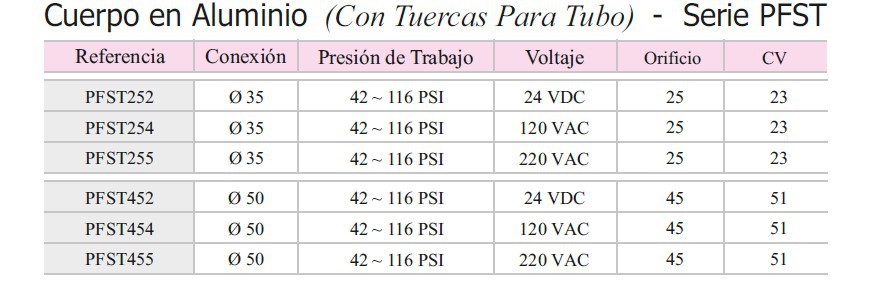 Cuerpo en Aluminio (Con Tuercas Para Tubo) - Serie PFST
Referencia Conexión Presión de Trabajo Voltaje Orificio CV
PFST252 Ø 35 42 ~ 116 PSI 24 VDC 25 23
PFST254 Ø 35 42 ~ 116 PSI 120 VAC 25 23
PFST255 Ø 35 42 ~ 116 PSI 220 VAC 25 23
PFST452 Ø 50 42 ~ 116 PSI 24 VDC 45 51
PFST454 Ø 50 42 ~ 116 PSI 120 VAC 45 51
PFST455 Ø 50 42 ~ 116 PSI 220 VAC 45 51